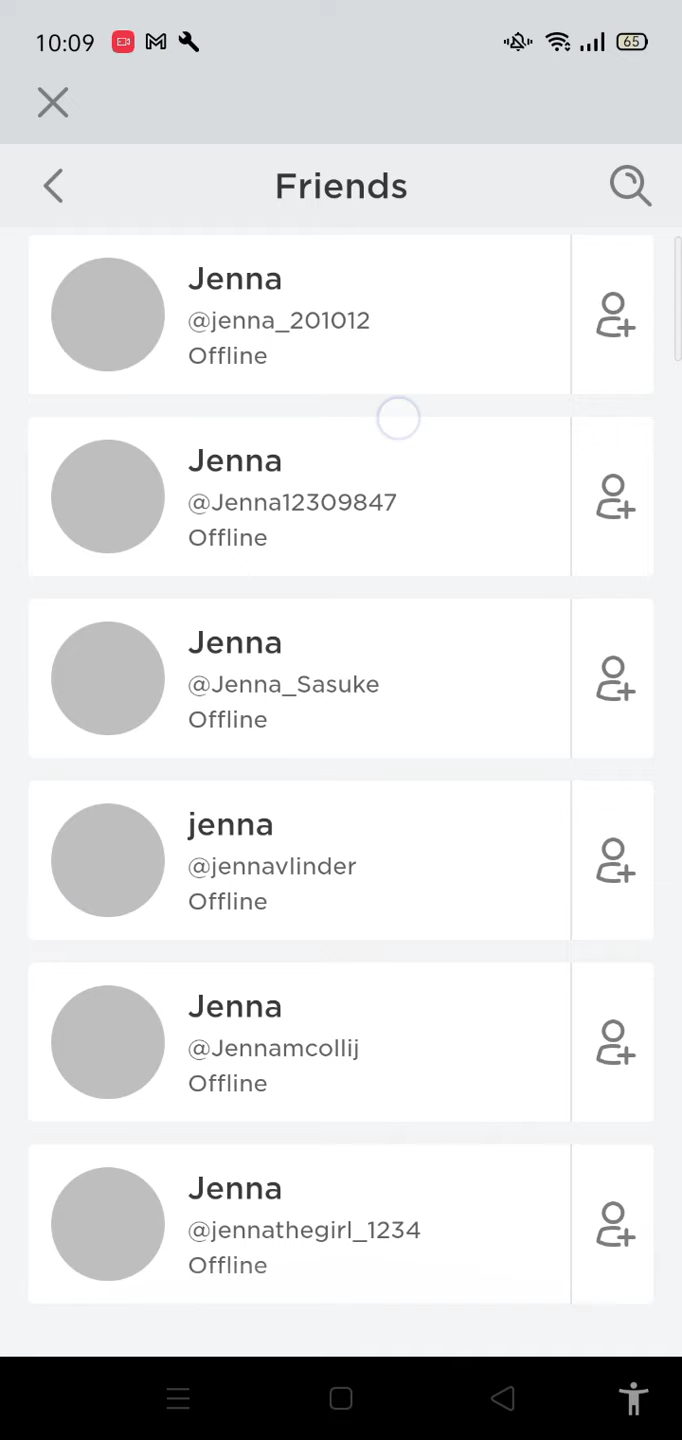 10:09
65
Friends
Jenna
@jenna_201012
Offline
Jenna
@Jenna12309847
Offline
Jenna
@Jenna_Sasuke
Offline
jenna
@jennavlinder
Offline
Jenna
@Jennamcollij
Offline
Jenna
@jennathegirl_1234
Offline